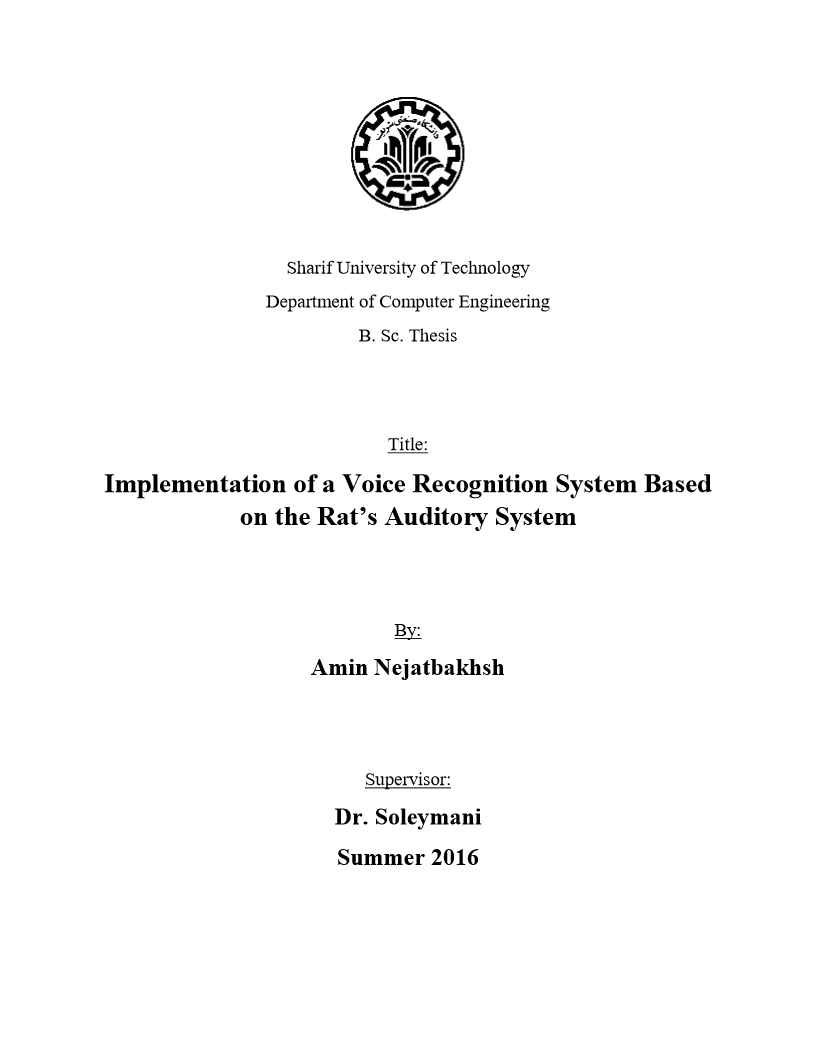 دانشگاه صنعتی شریف
Sharif University of Technology
Department of Computer Engineering
B. Sc. Thesis
Title:
Implementation of a Voice Recognition System Based
on the Rat’s Auditory System
By:
Amin Nejatbakhsh
Supervisor:
Dr. Soleymani
Summer 2016